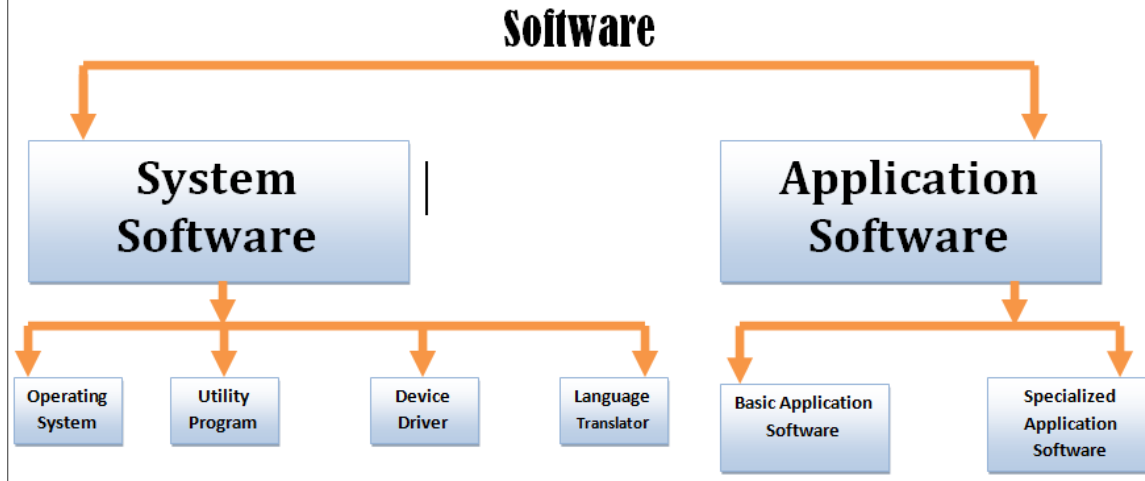 Software
System
Software
Application
Software
Operating
System
Utility
Program
Device
Driver
Language
Translator
Basic Application
Software
Specialized
Application
Software